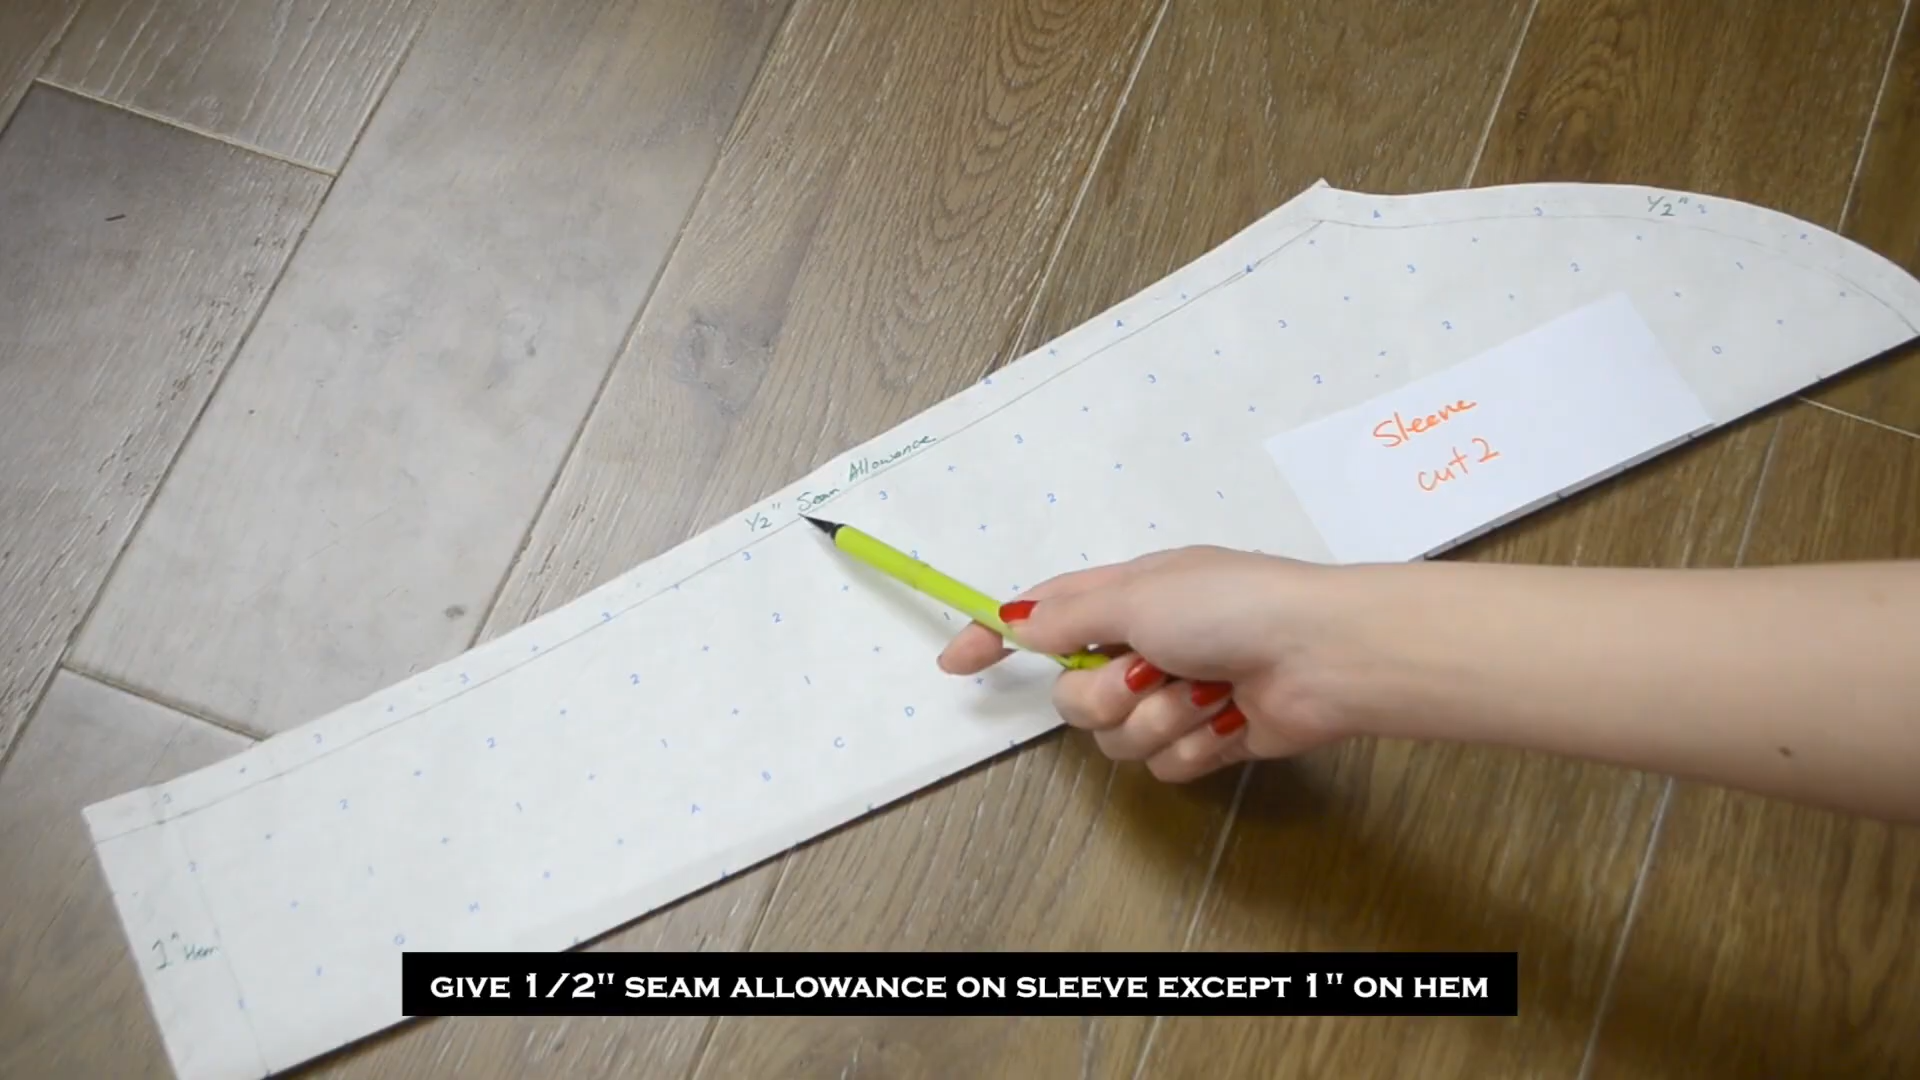 1/2"
1/2" Seam Allowance
Sleeve
cut 2
1" Hem
GIVE 1/2" SEAM ALLOWANCE ON SLEEVE EXCEPT 1" ON HEM